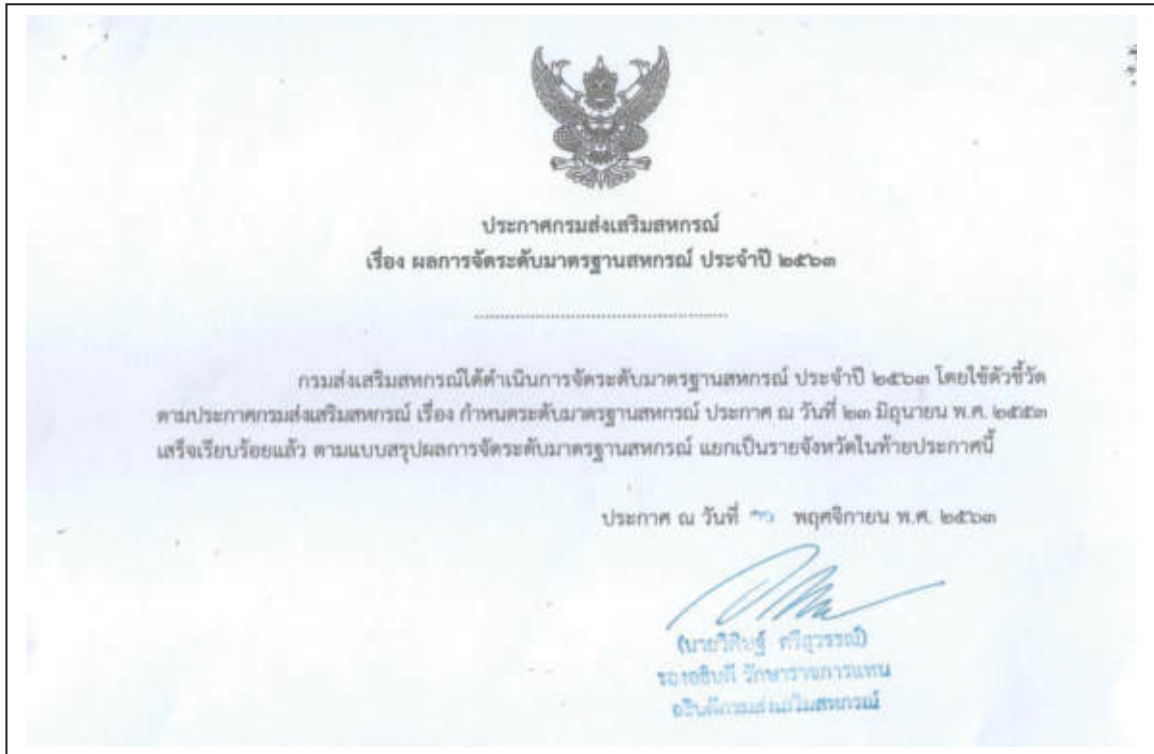 ประกาศกรมส่งเสริมสหกรณ์
เรื่อง ผลการจัดระดับมาตรฐานสหกรณ์ ประจำปี ๒๕๖๓
กรมส่งเสริมสหกรณ์ได้ดำเนินการจัดระดับมาตรฐานสหกรณ์ ประจำปี ๒๕๖๓ โดยใช้ตัวชี้วัด
ตามประกาศกรมส่งเสริมสหกรณ์ เรื่อง กำหนดระดับมาตรฐานสหกรณ์ ประกาศ ณ วันที่ ๒๓ มิถุนายน พ.ศ. ๒๕๕๓
เสร็จเรียบร้อยแล้ว ตามแบบสรุปผลการจัดระดับมาตรฐานสหกรณ์ แยกเป็นรายจังหวัดในท้ายประกาศนี้
ประกาศ ณ วันที่ พฤศจิกายน พ.ศ. ๒๕๖๓
ศรีสุวรรณ์)
รองอธิบดี รักษาราชการแทน
อธิบดีกรมส่งเสริมสหกรณ์